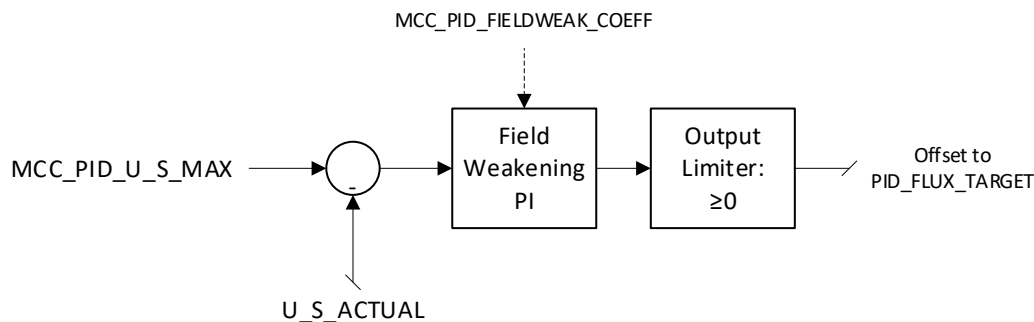 MCC_PID_FIELDWEAK_COEFF
MCC_PID_U_S_MAX
-
Field
Weakening
PI
Output
Limiter:
≥0
Offset to
PID_FLUX_TARGET
U_S_ACTUAL